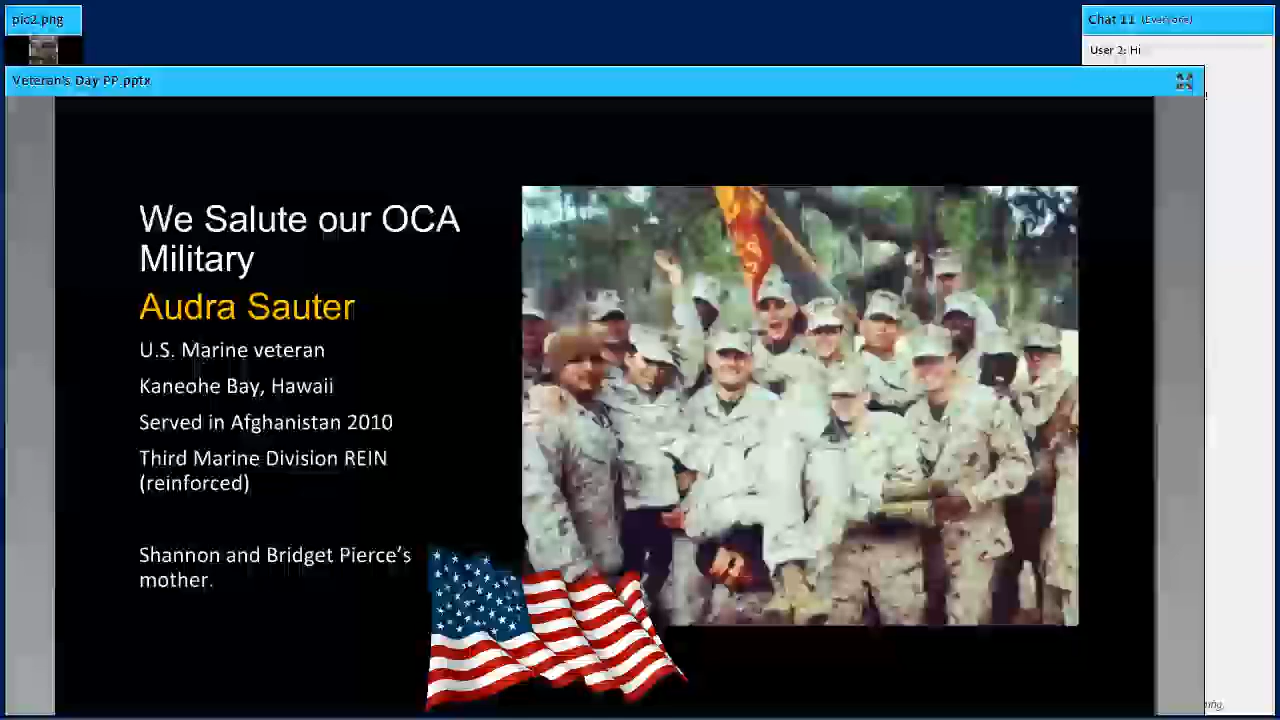 pic2.png
Chat 11 (Everyone)
User 2: Hi
Veteran's Day PP.pptx
We Salute our OCA
Military
Audra Sauter
U.S. Marine veteran
Kaneohe Bay, Hawaii
Served in Afghanistan 2010
Third Marine Division REIN
(reinforced)
Shannon and Bridget Pierce's
mother.